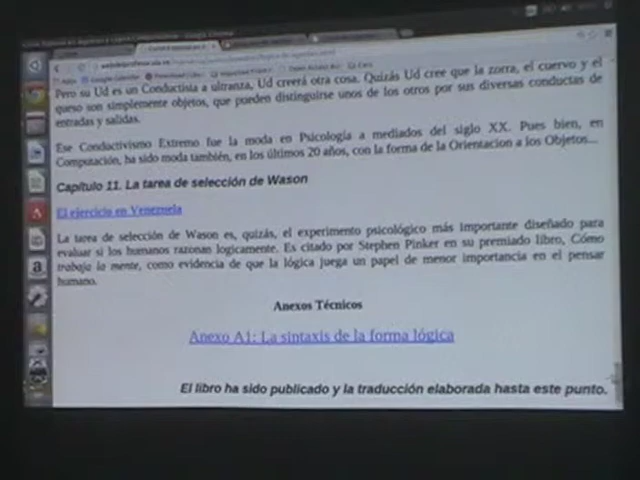 Pero su Ud es un Conductista a ultranza, Ud creerá otra cosa. Quizás Ud cree que la zorra, el cuervo y el
queso son simplemente objetos, que pueden distinguirse unos de los otros por sus diversas conductas de
entradas y salidas.
Ese Conductivismo Extremo fue la moda en Psicología a mediados del siglo XX. Pues bien, en
Computación, ha sido moda también, en los últimos 20 años, con la forma de la Orientacion a los Objetos...
Capítulo 11. La tarea de selección de Wason
El ejercicio en Venezuela
La tarea de selección de Wason es, quizás, el experimento psicológico más importante diseñado para
evaluar si los humanos razonan logicamente. Es citado por Stephen Pinker en su premiado libro, Cómo
trabaja la mente, como evidencia de que la lógica juega un papel de menor importancia en el pensar
humano.
Anexos Técnicos
Anexo A1: La sintaxis de la forma lógica
El libro ha sido publicado y la traducción elaborada hasta este punto.